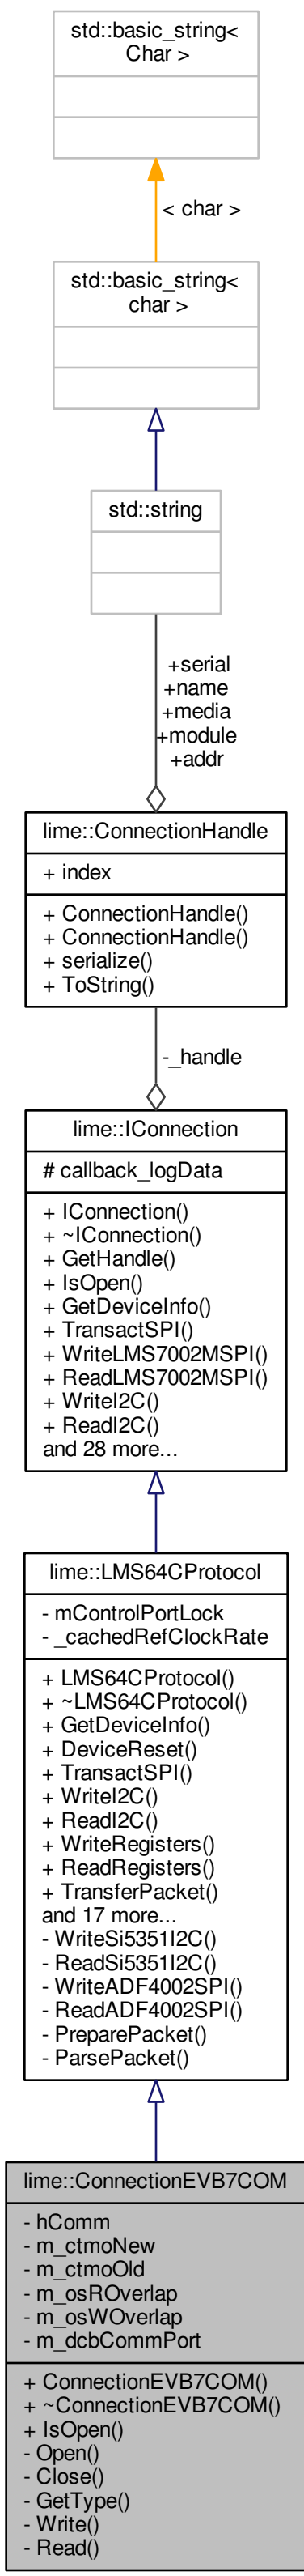 std::basic_string<
Char >
< char >
std::basic_string<
char >
std::string
+serial
+name
+media
+module
+addr
lime::ConnectionHandle
+ index
+ ConnectionHandle()
+ ConnectionHandle()
+ serialize()
+ ToString()
-_handle
lime::IConnection
# callback_logData
+ IConnection()
+ ~IConnection()
+ GetHandle()
+ IsOpen()
+ GetDeviceInfo()
+ TransactSPI()
+ WriteLMS7002MSPI()
+ ReadLMS7002MSPI()
+ WriteI2C()
+ ReadI2C()
and 28 more...
lime::LMS64CProtocol
- mControlPortLock
- _cachedRefClockRate
+ LMS64CProtocol()
+ ~LMS64CProtocol()
+ GetDeviceInfo()
+ DeviceReset()
+ TransactSPI()
+ WriteI2C()
+ ReadI2C()
+ WriteRegisters()
+ ReadRegisters()
+ TransferPacket()
and 17 more...
- WriteSi5351I2C()
- ReadSi5351I2C()
- WriteADF4002SPI()
- ReadADF4002SPI()
- PreparePacket()
- ParsePacket()
lime::ConnectionEVB7COM
- hComm
- m_ctmoNew
- m_ctmoOld
- m_osROverlap
- m_osWOverlap
- m_dcbCommPort
+ ConnectionEVB7COM()
+ ~ConnectionEVB7COM()
+ IsOpen()
- Open()
- Close()
- GetType()
- Write()
- Read()